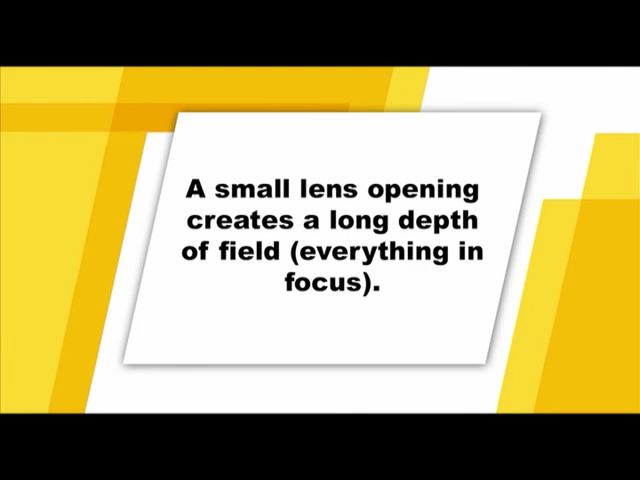 A small lens opening
creates a long depth
of field (everything in
focus).